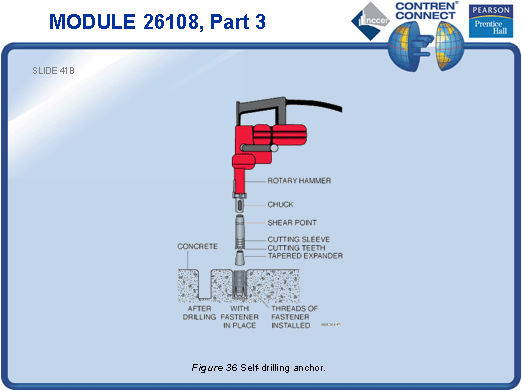 MODULE 26108, Part 3
nccer
CONTREN®
CONNECT
PEARSON
Prentice
Hall
SLIDE 41B
ROTARY HAMMER
CHUCK
SHEAR POINT
CUTTING SLEEVE
CUTTING TEETH
TAPERED EXPANDER
CONCRETE
AFTER
DRILLING
WITH
FASTENER
IN PLACE
THREADS OF
FASTENER
INSTALLED
Figure 36 Self-drilling anchor.